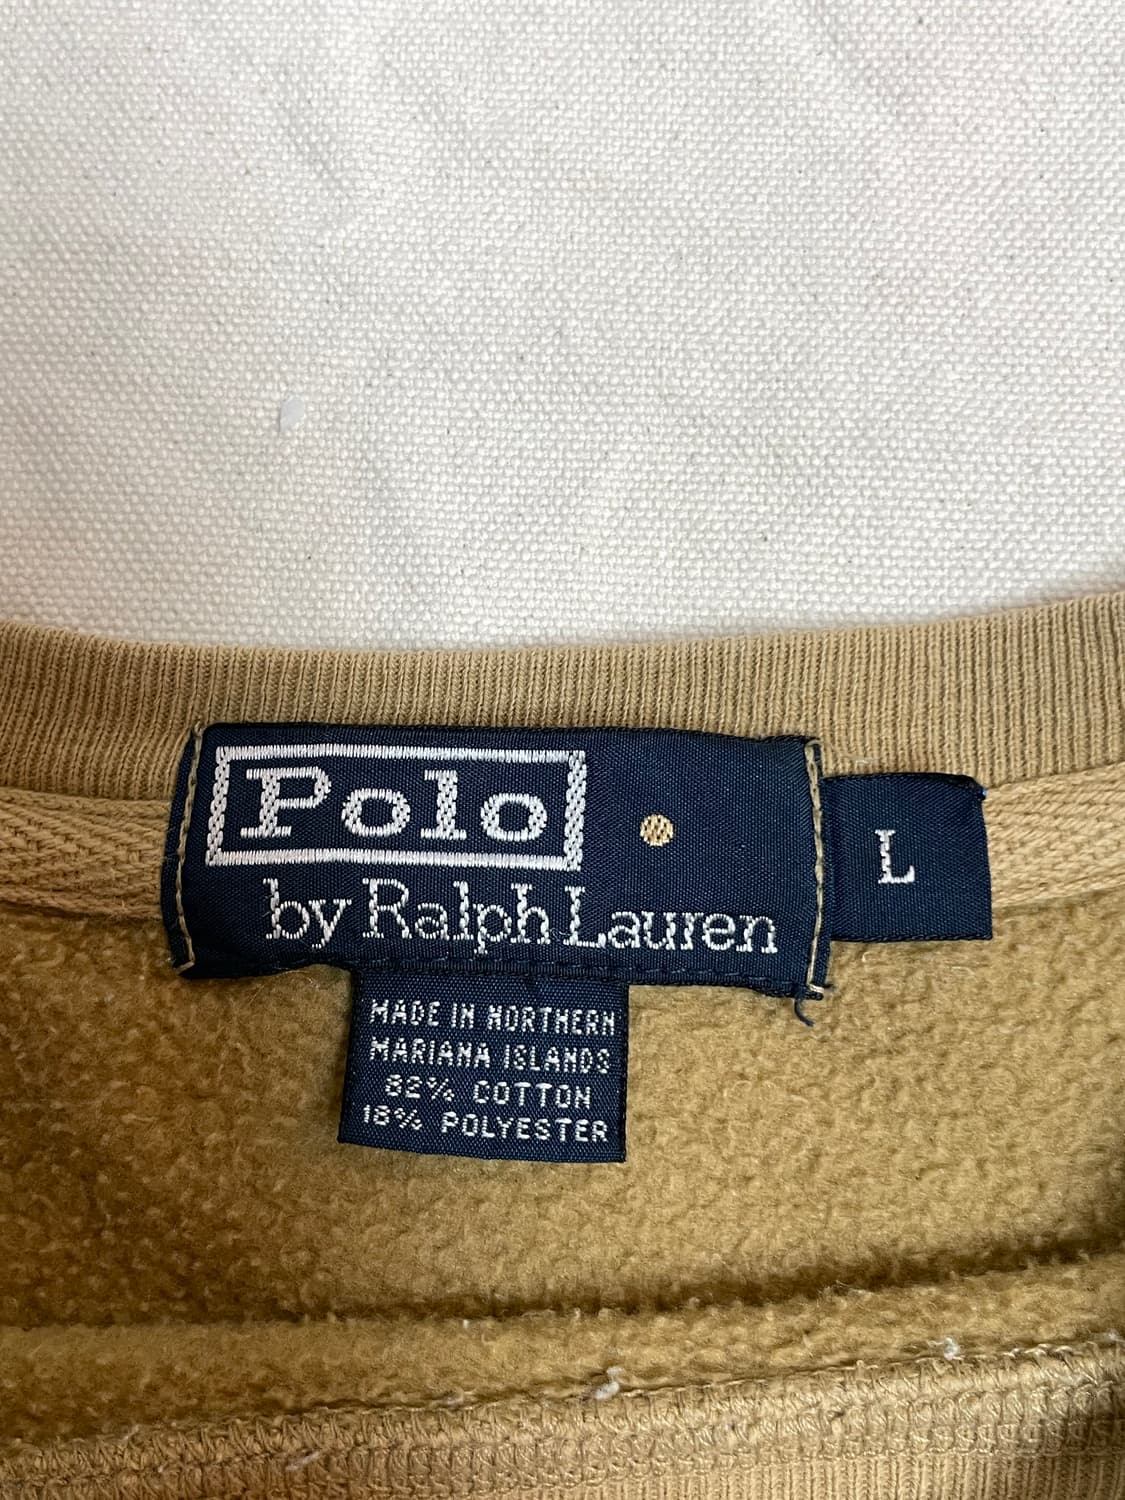 Polo
by Ralph Lauren
L
MADE IN NORTHERN
MARIANA ISLANDS
82% COTTON
18% POLYESTER